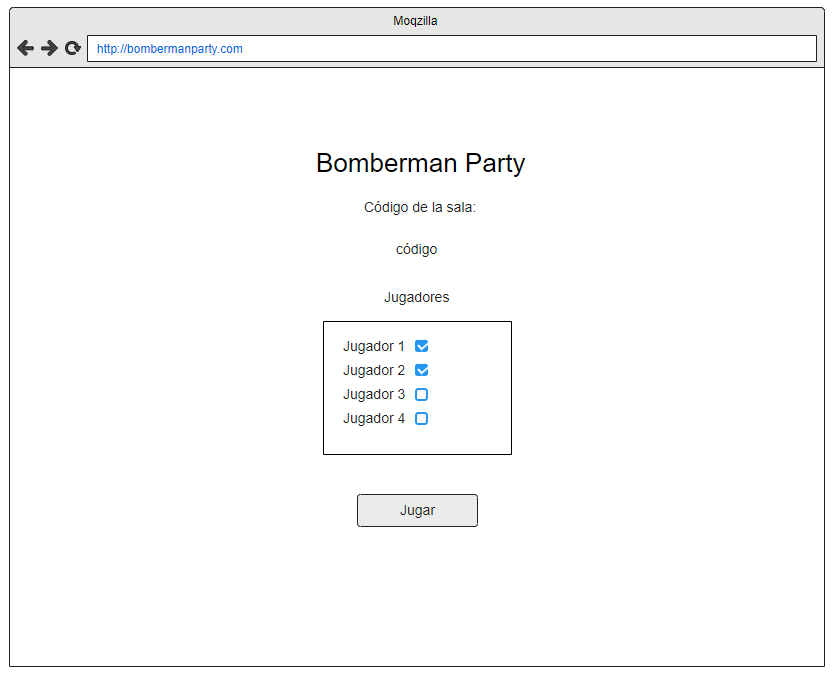 Moqzilla
http://bombermanparty.com
Bomberman Party
Código de la sala:
código
Jugadores
Jugador 1
Jugador 2
Jugador 3
Jugador 4
Jugar